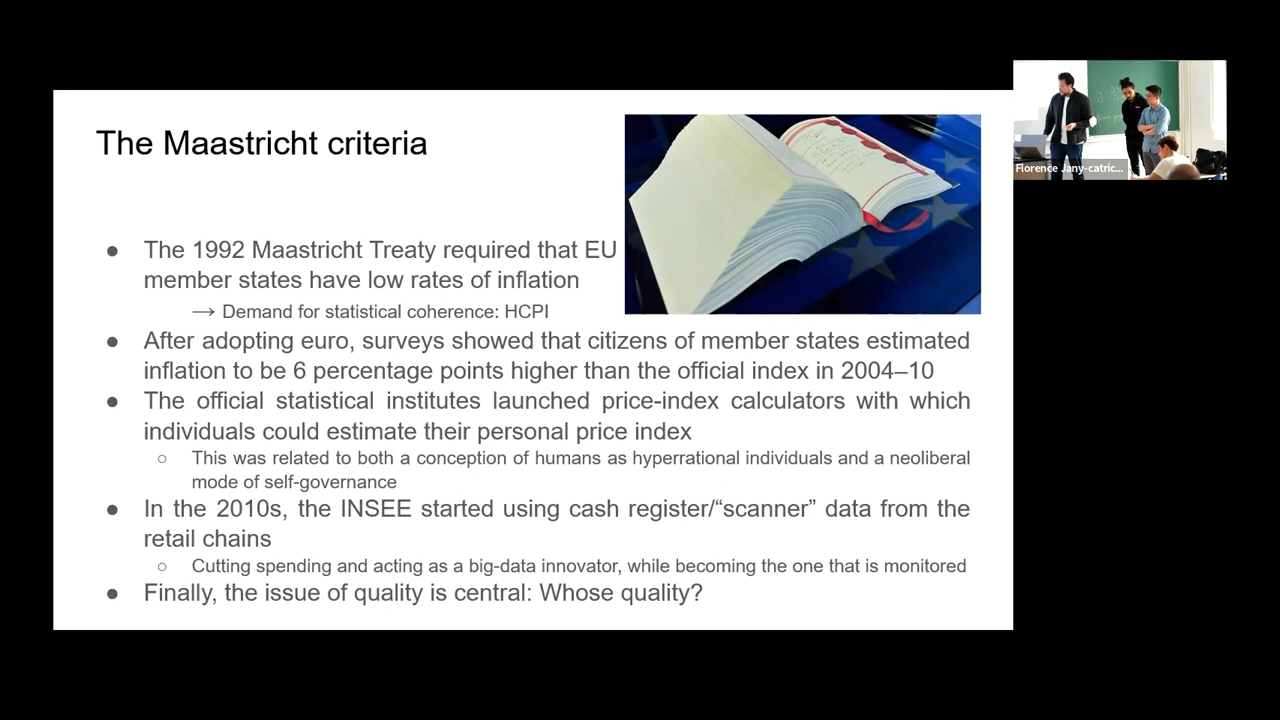 The Maastricht criteria
● The 1992 Maastricht Treaty required that EU
member states have low rates of inflation
→ Demand for statistical coherence: HCPI
● After adopting euro, surveys showed that citizens of member states estimated
inflation to be 6 percentage points higher than the official index in 2004–10
● The official statistical institutes launched price-index calculators with which
individuals could estimate their personal price index
○ This was related to both a conception of humans as hyperrational individuals and a neoliberal
mode of self-governance
● In the 2010s, the INSEE started using cash register/“scanner” data from the
retail chains
○ Cutting spending and acting as a big-data innovator, while becoming the one that is monitored
● Finally, the issue of quality is central: Whose quality?
Florence Jany-catric...